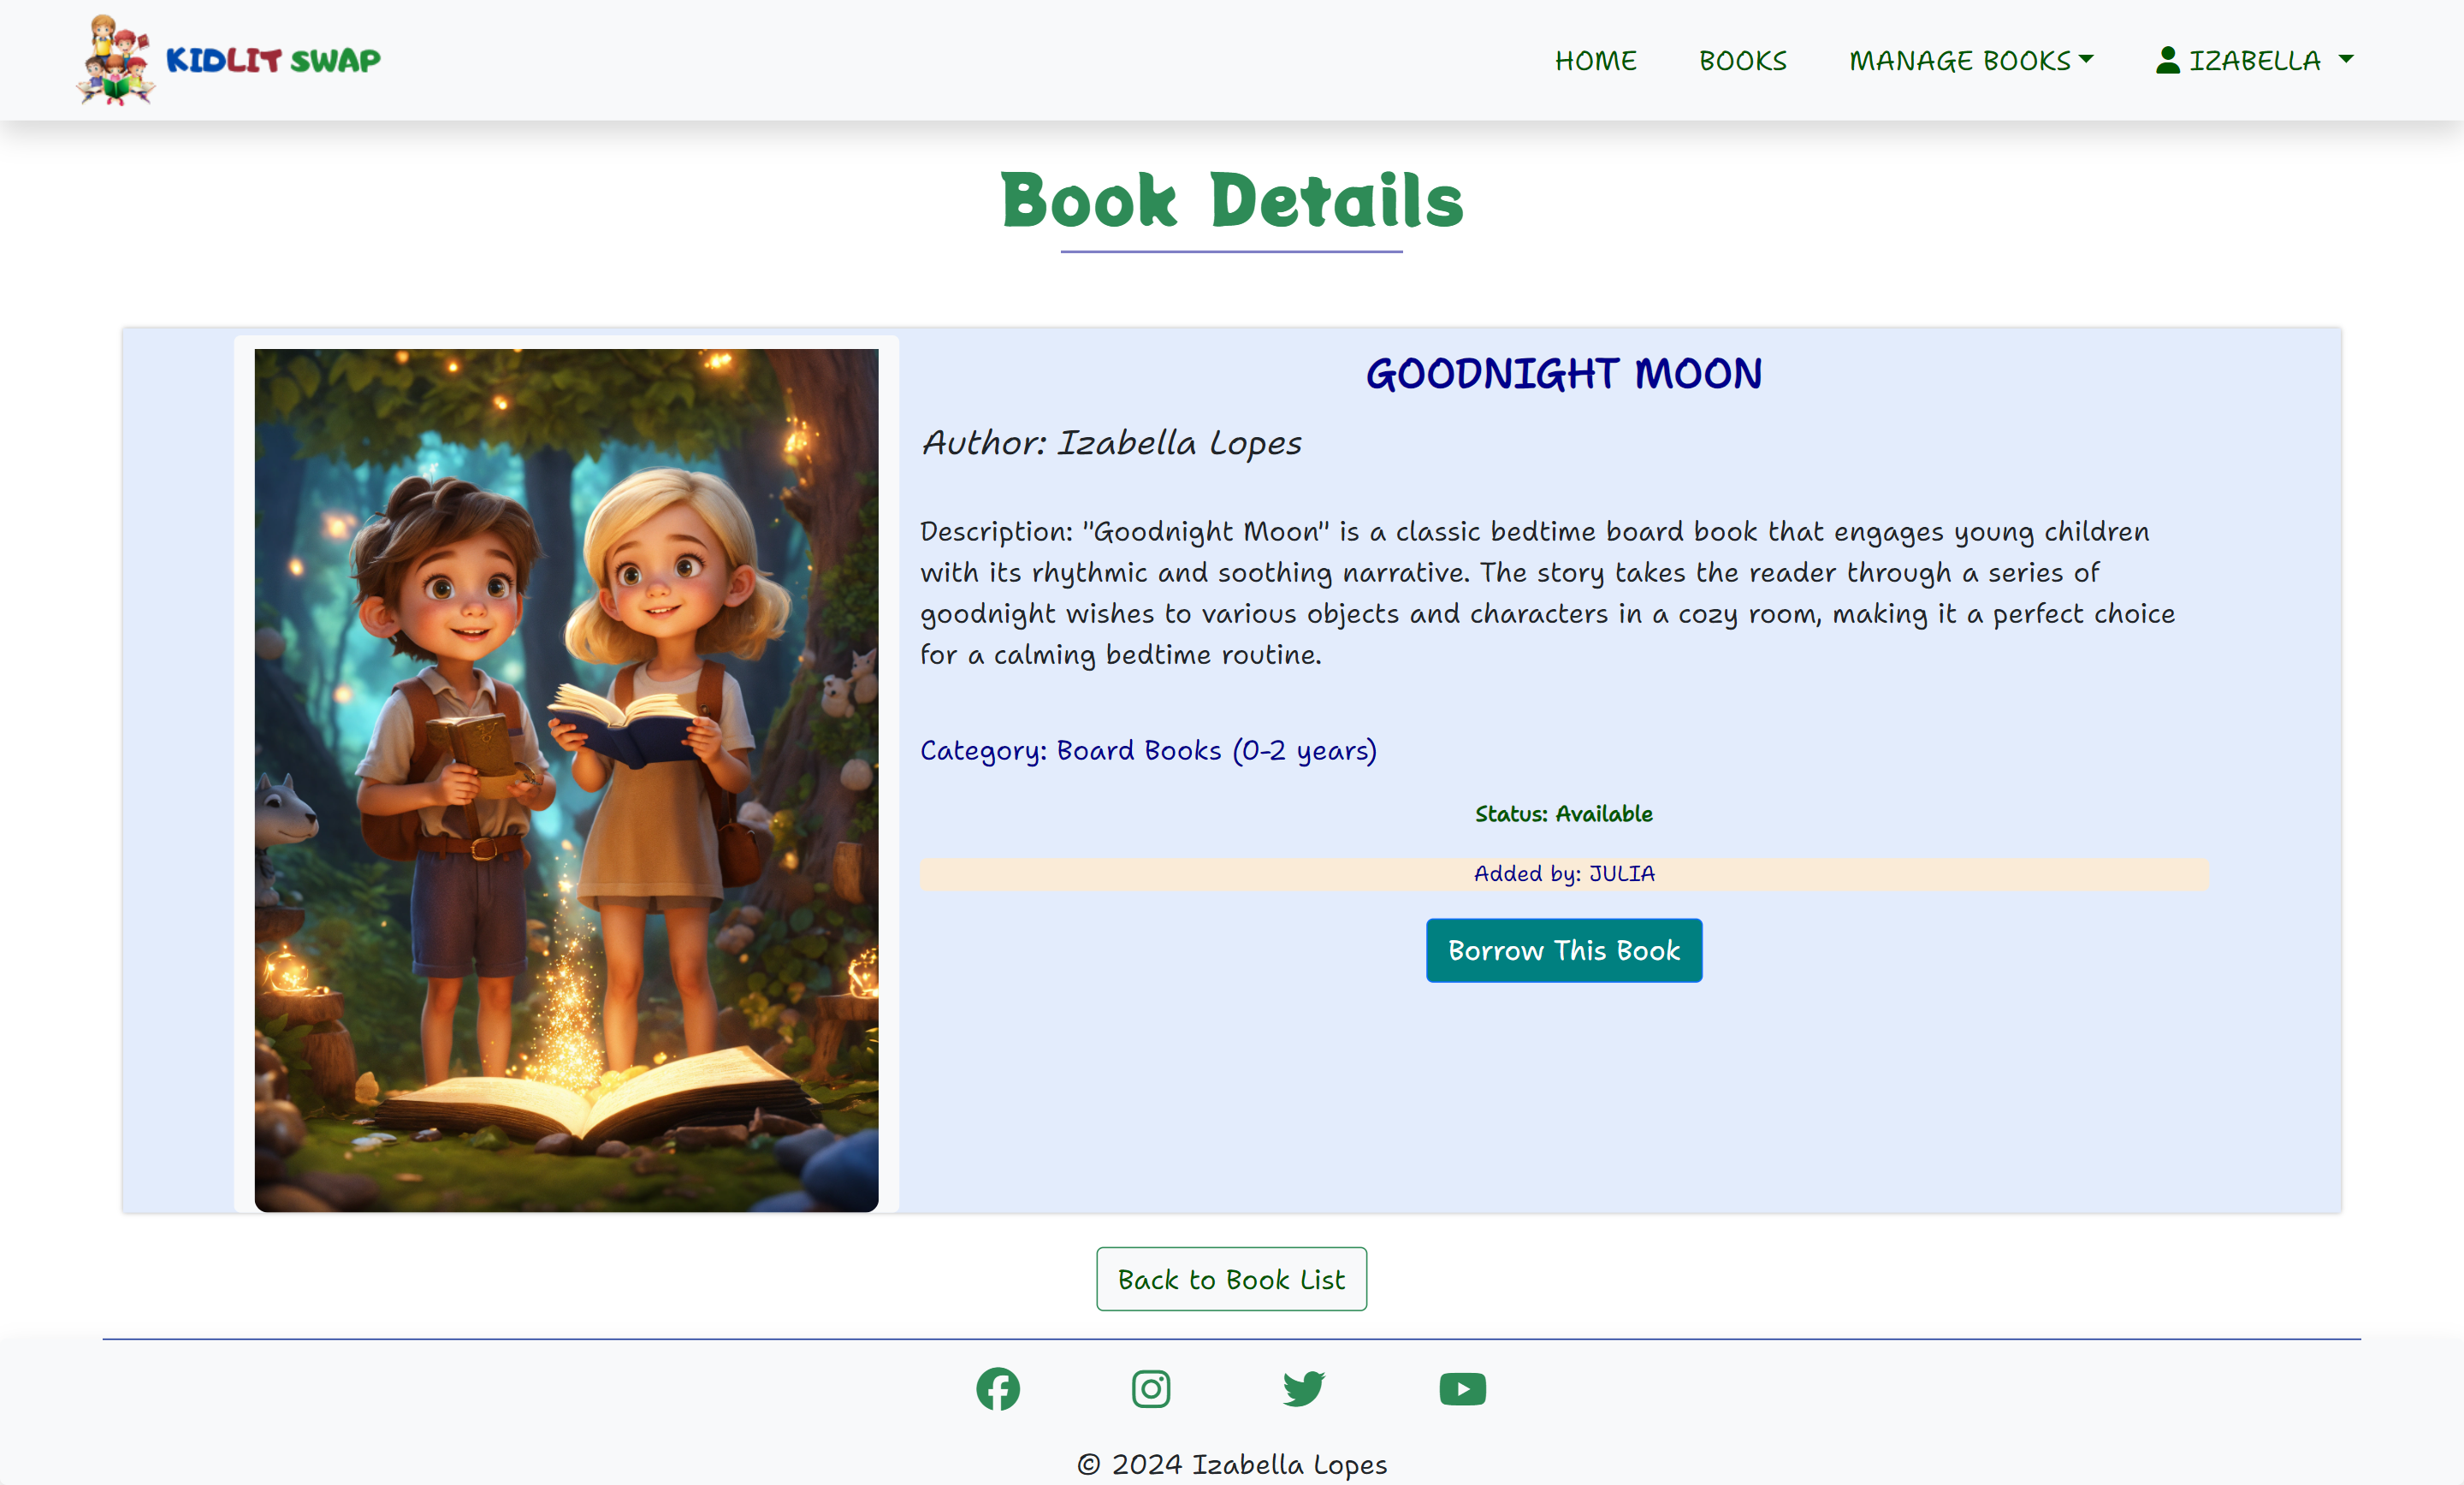 KIDLIT SWAP
HOME
BOOKS
MANAGE BOOKS
IZABELLA
Book Details
GOODNIGHT MOON
Author: Izabella Lopes
Description: "Goodnight Moon" is a classic bedtime board book that engages young children
with its rhythmic and soothing narrative. The story takes the reader through a series of
goodnight wishes to various objects and characters in a cozy room, making it a perfect choice
for a calming bedtime routine.
Category: Board Books (0-2 years)
Status: Available
Added by: JULIA
Borrow This Book
Back to Book List
© 2024 Izabella Lopes